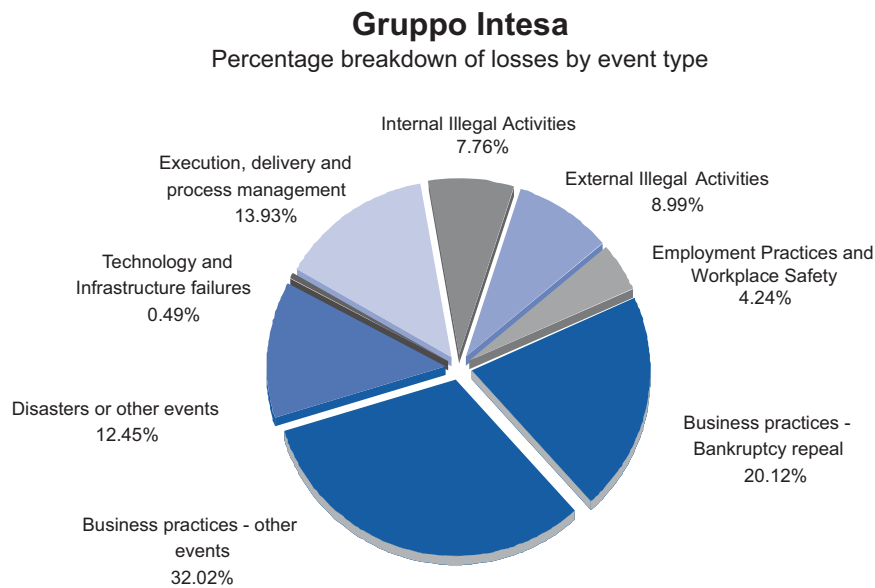 Gruppo Intesa
Percentage breakdown of losses by event type
Internal Illegal Activities
7.76%
External Illegal Activities
8.99%
Employment Practices and
Workplace Safety
4.24%
Business practices -
Bankruptcy repeal
20.12%
Business practices - other
events
32.02%
Disasters or other events
12.45%
Technology and
Infrastructure failures
0.49%
Execution, delivery and
process management
13.93%